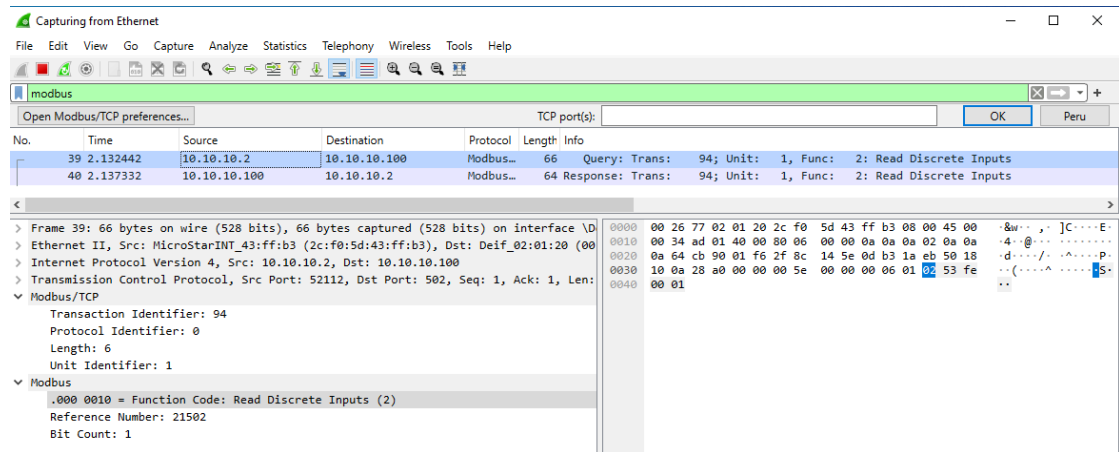 Capturing from Ethernet
File Edit View Go Capture Analyze Statistics Telephony Wireless Tools Help
modbus
Open Modbus/TCP preferences... TCP port(s): OK Peru
No. Time Source Destination Protocol Length Info
39 2.132442 10.10.10.2 10.10.10.100 Modbus… 66 Query: Trans: 94; Unit: 1, Func: 2: Read Discrete Inputs
40 2.137332 10.10.10.100 10.10.10.2 Modbus… 64 Response: Trans: 94; Unit: 1, Func: 2: Read Discrete Inputs
> Frame 39: 66 bytes on wire (528 bits), 66 bytes captured (528 bits) on interface \D
> Ethernet II, Src: MicroStarINT_43:ff:b3 (2c:f0:5d:43:ff:b3), Dst: Deif_02:01:20 (00
> Internet Protocol Version 4, Src: 10.10.10.2, Dst: 10.10.10.100
> Transmission Control Protocol, Src Port: 52112, Dst Port: 502, Seq: 1, Ack: 1, Len:
Modbus/TCP
Transaction Identifier: 94
Protocol Identifier: 0
Length: 6
Unit Identifier: 1
Modbus
.000 0010 = Function Code: Read Discrete Inputs (2)
Reference Number: 21502
Bit Count: 1
0000 00 26 77 02 01 20 2c f0 5d 43 ff b3 08 00 45 00 ·&w·· ,· ]C····E·
0010 00 34 ad 01 40 00 80 06 00 00 0a 0a 0a 02 0a 0a ·4··@··· ········
0020 0a 64 cb 90 01 f6 2f 8c 14 5e 0d b3 1a eb 50 18 ·d····/· ·^····P·
0030 10 0a 28 a0 00 00 00 5e 00 00 00 06 01 02 53 fe ··(····^ ······S·
0040 00 01 ··